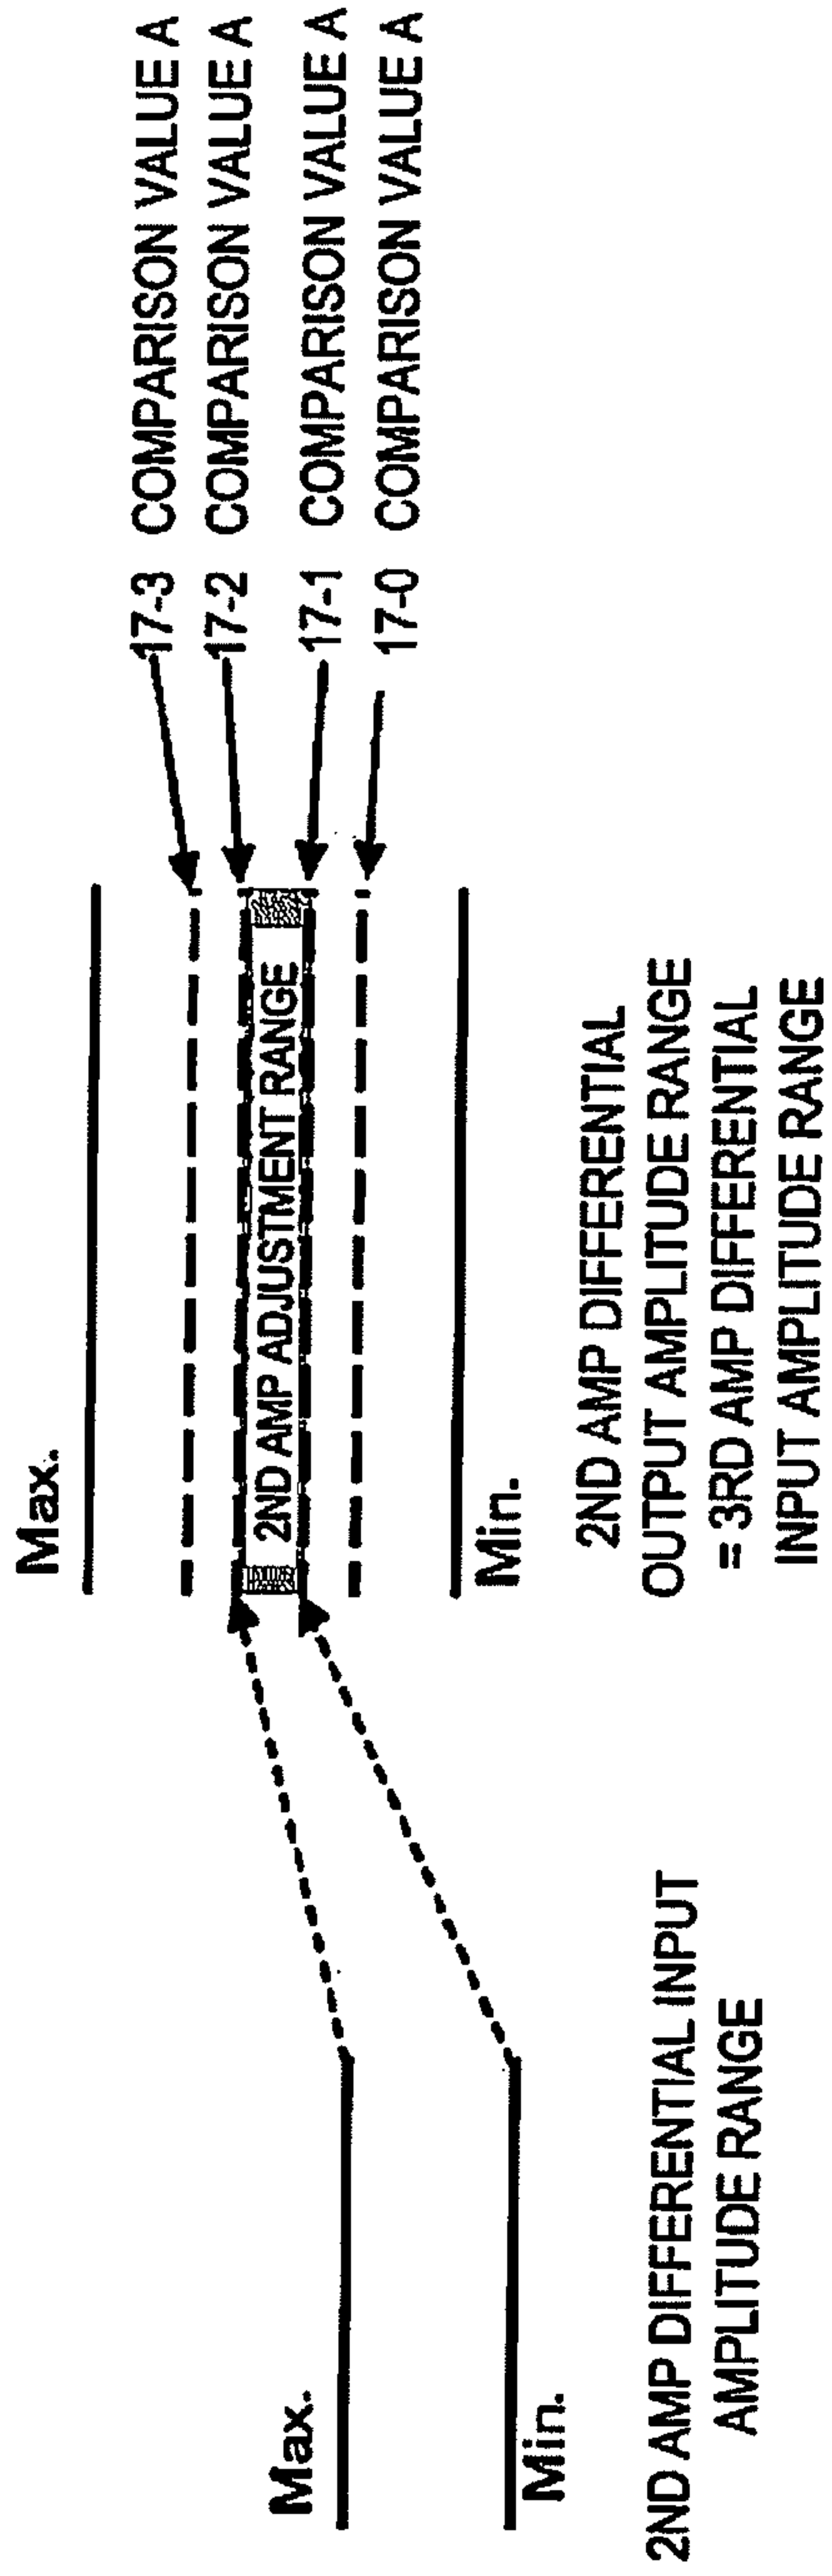 Max.
Min.
2ND AMP DIFFERENTIAL INPUT
AMPLITUDE RANGE
Max.
2ND AMP ADJUSTMENT RANGE
Min.
2ND AMP DIFFERENTIAL
OUTPUT AMPLITUDE RANGE
= 3RD AMP DIFFERENTIAL
INPUT AMPLITUDE RANGE
17-3 COMPARISON VALUE A
17-2 COMPARISON VALUE A
17-1 COMPARISON VALUE A
17-0 COMPARISON VALUE A